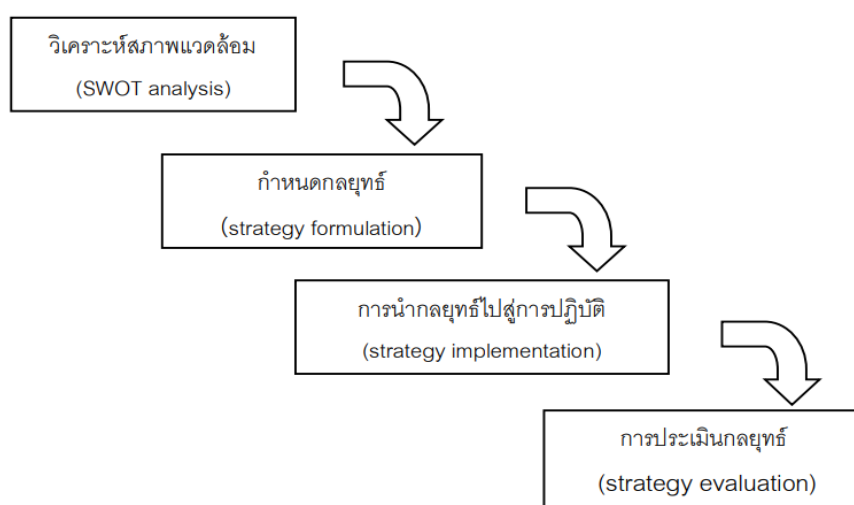 วิเคราะห์สภาพแวดล้อม
(SWOT analysis)
กำหนดกลยุทธ์
(strategy formulation)
การนำกลยุทธ์ไปสู่การปฏิบัติ
(strategy implementation)
การประเมินกลยุทธ์
(strategy evaluation)